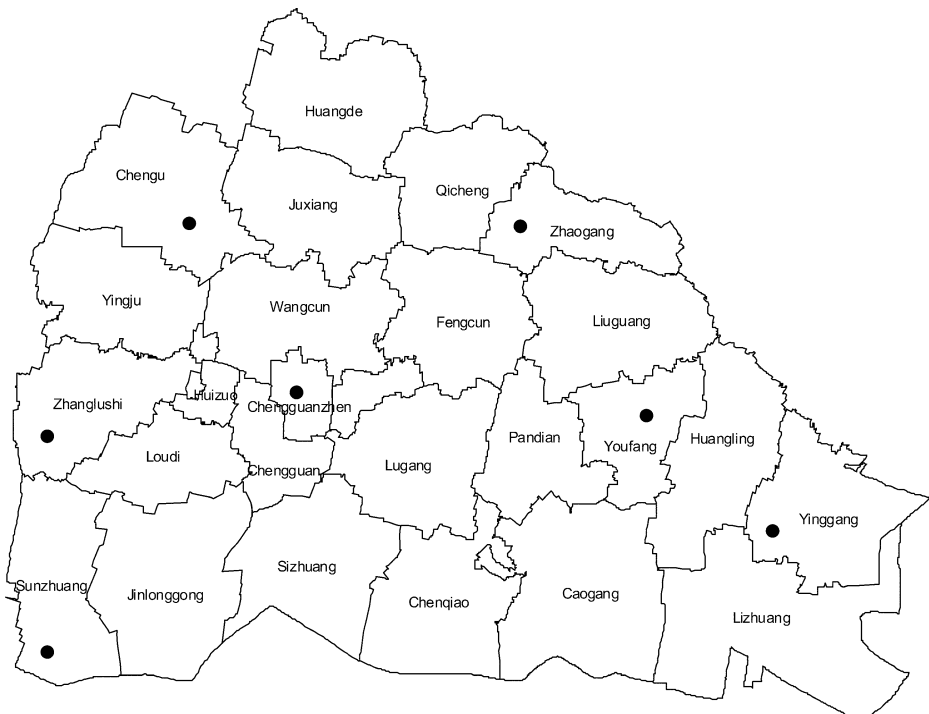 Huangde
Chengu
Qicheng
Juxiang
Zhaogang
Yingju
Wangcun
Fengcun
Liuguang
Huizuo
Zhanglushi
Chengguanzhen
Pandian
Youfang
Huangling
Loudi
Lugang
Chengguan
Yinggang
Sizhuang
Sunzhuang
Jinlonggong
Caogang
Chenqiao
Lizhuang